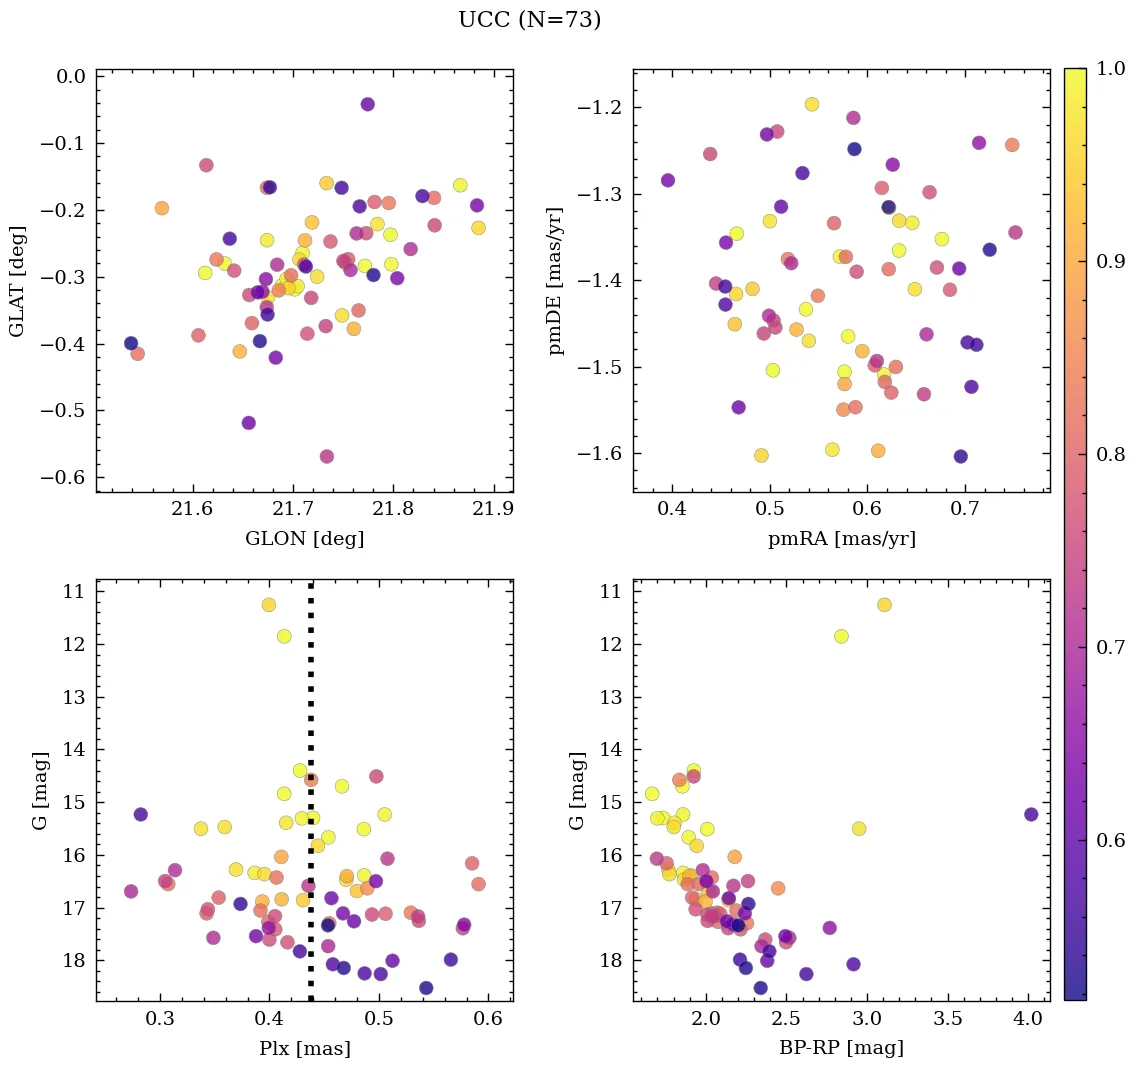 UCC (N=73)
0.0
−0.1
−0.2
−0.3
−0.4
−0.5
−0.6
GLAT [deg]
21.6 21.7 21.8 21.9
GLON [deg]
−1.2
−1.3
−1.4
−1.5
−1.6
pmDE [mas/yr]
0.4 0.5 0.6 0.7
pmRA [mas/yr]
11
12
13
14
15
16
17
18
G [mag]
0.3 0.4 0.5 0.6
Plx [mas]
11
12
13
14
15
16
17
18
G [mag]
2.0 2.5 3.0 3.5 4.0
BP-RP [mag]
1.0
0.9
0.8
0.7
0.6